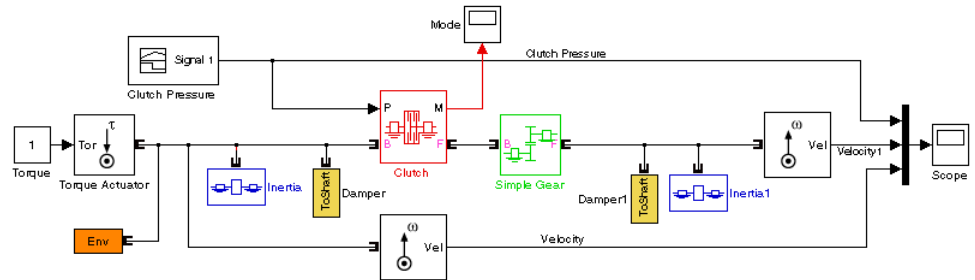 Mode
Signal 1
Clutch Pressure
Clutch Pressure
P
M
B
F
Clutch
1
Torque
Tor
τ
Torque Actuator
Inertia
ToShaft
Damper
B
F
Simple Gear
Damper1
ToShaft
Inertia1
ω
Vel
Velocity1
Scope
Env
ω
Vel
Velocity